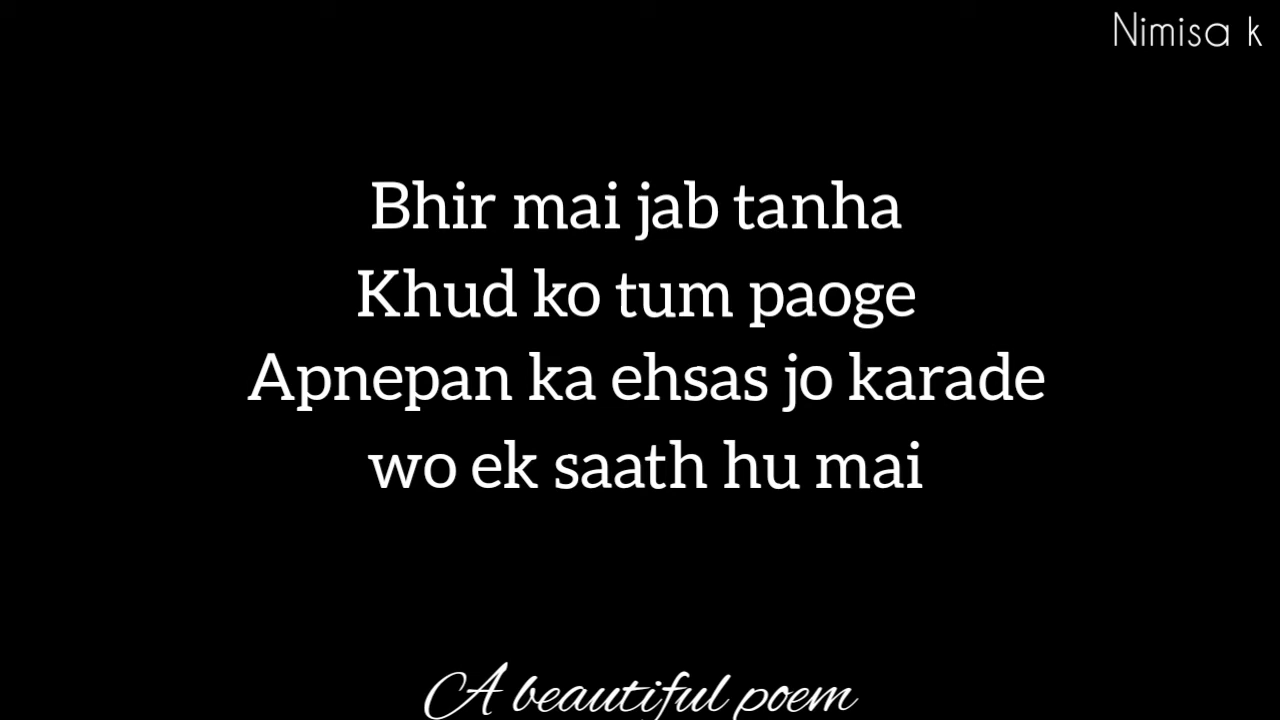 Nimisa k
Bhir mai jab tanha
Khud ko tum paoge
Apnepan ka ehsas jo karade
wo ek saath hu mai
A beautiful poem